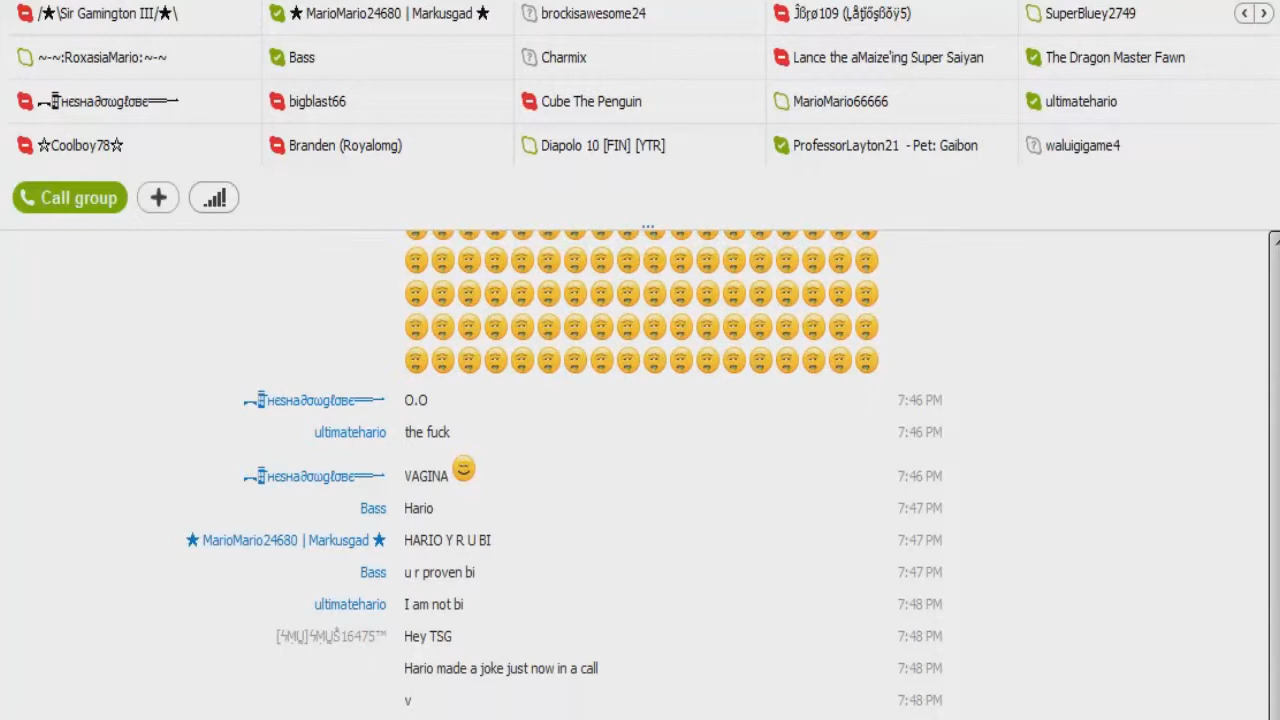 /★\Sir Gamington III/★\ ★ MarioMario24680 | Markusgad ★ brockisawesome24 SuperBluey2749
~-~:RoxasiaMario:~-~ Bass Charmix Lance the aMaize'ing Super Saiyan The Dragon Master Fawn
bigblast66 Cube The Penguin MarioMario66666 ultimatehario
☆Coolboy78☆ Branden (Royalomg) Diapolo 10 [FIN] [YTR] ProfessorLayton21 - Pet: Gaibon waluigigame4
Call group
O.O 7:46 PM
ultimatehario the fuck 7:46 PM
VAGINA 7:46 PM
Bass Hario 7:47 PM
★ MarioMario24680 | Markusgad ★ HARIO Y R U BI 7:47 PM
Bass u r proven bi 7:47 PM
ultimatehario I am not bi 7:48 PM
Hey TSG 7:48 PM
Hario made a joke just now in a call 7:48 PM
v 7:48 PM